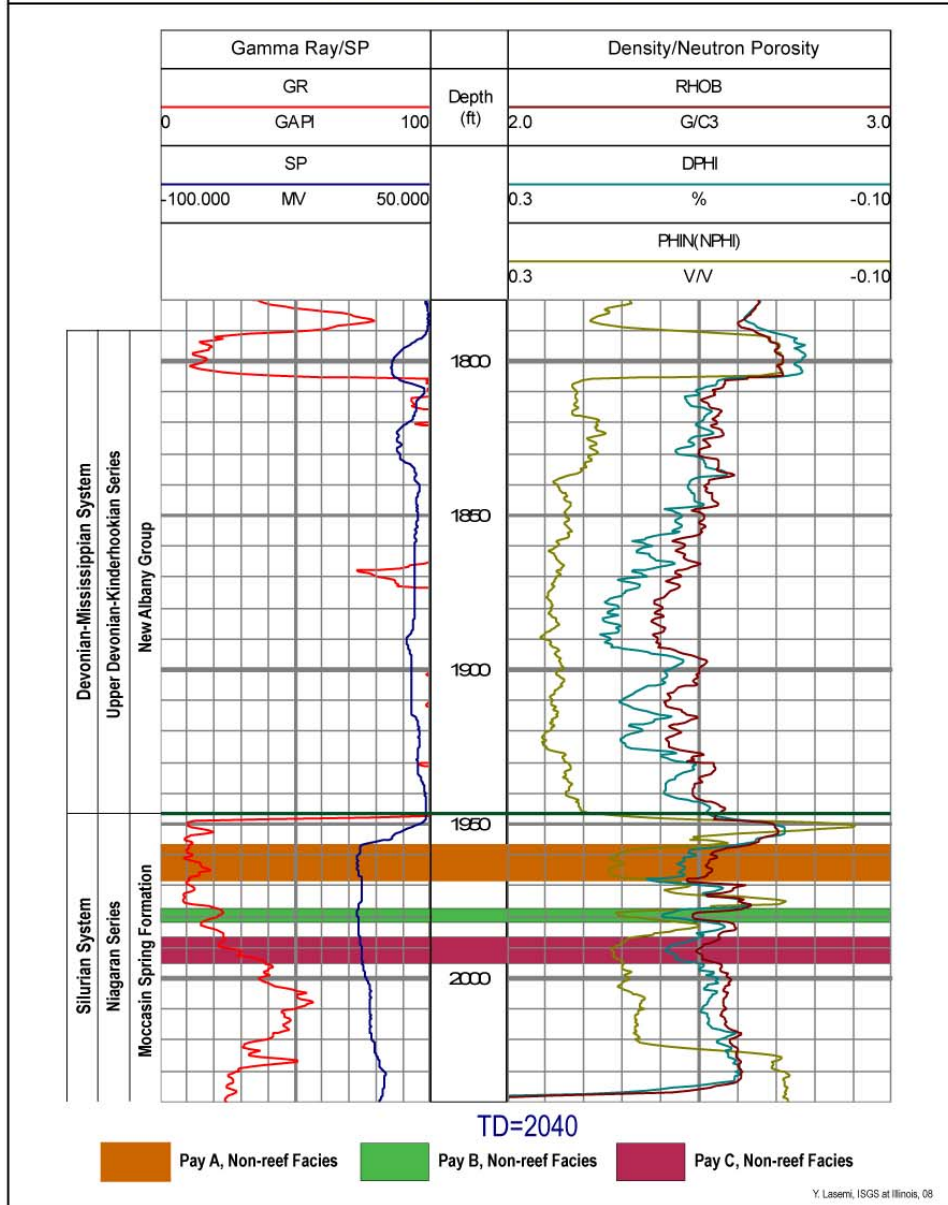 Gamma Ray/SP
Density/Neutron Porosity
GR
0 GAPI 100
SP
-100.000 MV 50.000
Depth
(ft)
RHOB
2.0 G/C3 3.0
DPHI
0.3 % -0.10
PHIN(NPHI)
0.3 V/V -0.10
Devonian-Mississippian System
Upper Devonian-Kinderhookian Series
New Albany Group
Silurian System
Niagaran Series
Moccasin Spring Formation
1800
1850
1900
1950
2000
TD=2040
Pay A, Non-reef Facies
Pay B, Non-reef Facies
Pay C, Non-reef Facies
Y. Lasemi, ISGS at Illinois, 08